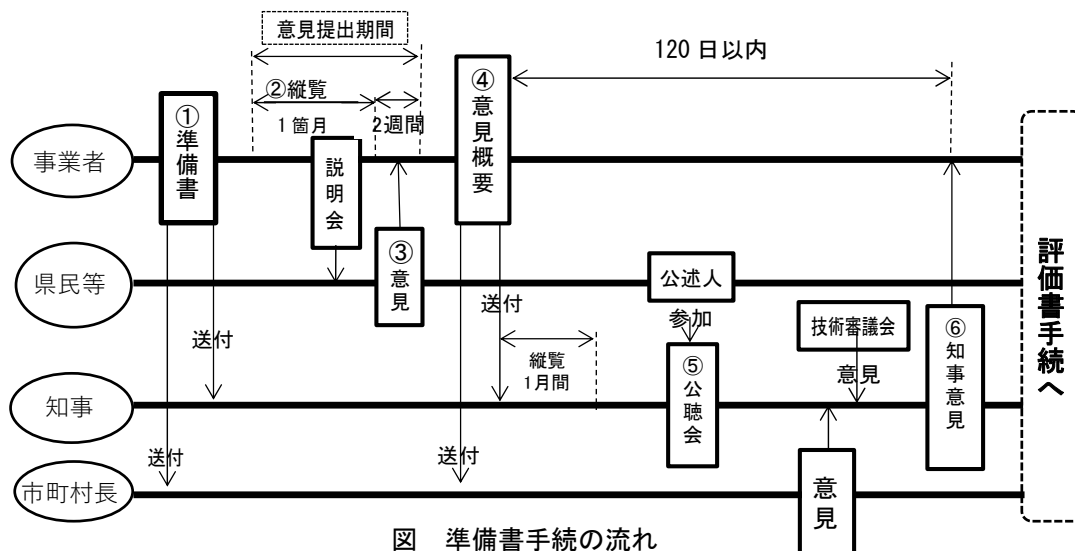 意見提出期間
120 日以内
②縦覧
1箇月
2週間
①準備書
④意見概要
事業者
説明会
③意見
県民等
公述人
送付
送付
参加
技術審議会
⑥知事意見
縦覧
1月間
⑤公聴会
意見
知事
送付
送付
市町村長
意見
評価書手続へ
図 準備書手続の流れ